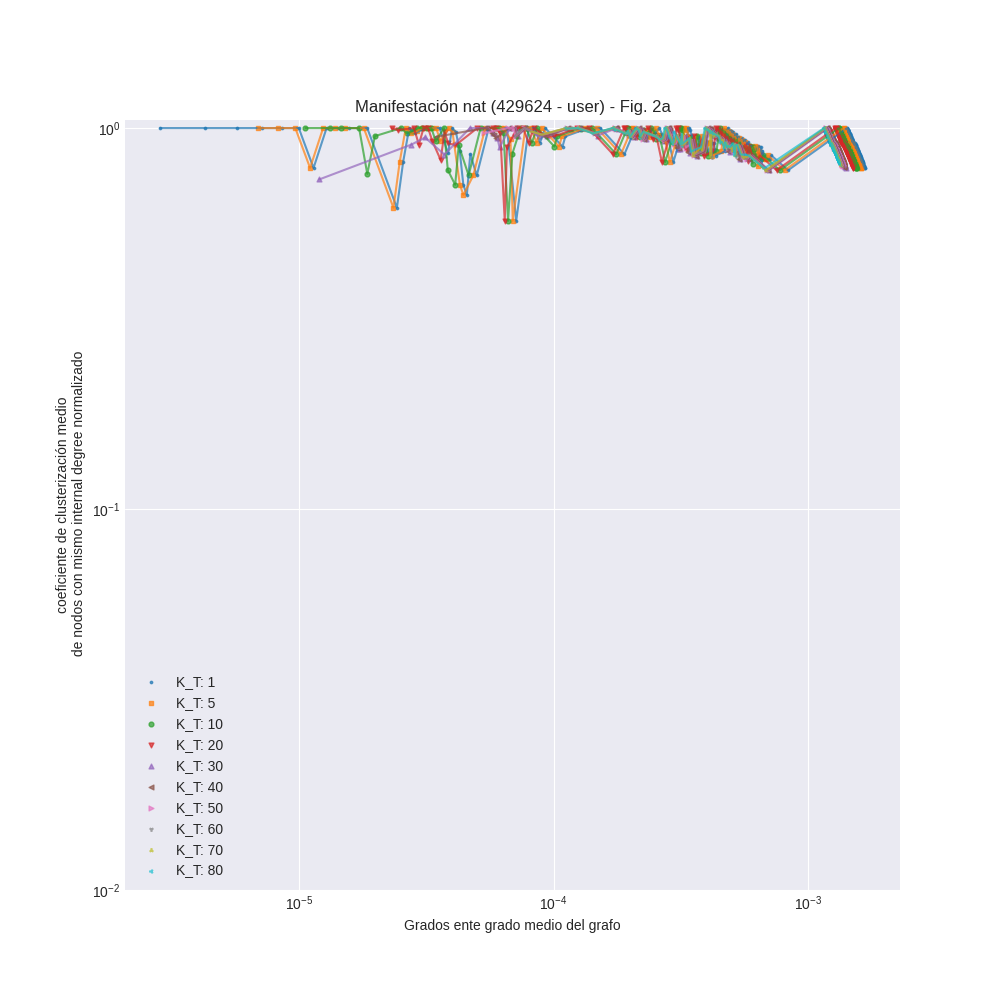 Manifestación nat (429624 - user) - Fig. 2a
10⁰
10⁻¹
10⁻²
coeficiente de clusterización medio
de nodos con mismo internal degree normalizado
K_T: 1
K_T: 5
K_T: 10
K_T: 20
K_T: 30
K_T: 40
K_T: 50
K_T: 60
K_T: 70
K_T: 80
10⁻⁵ 10⁻⁴ 10⁻³
Grados ente grado medio del grafo